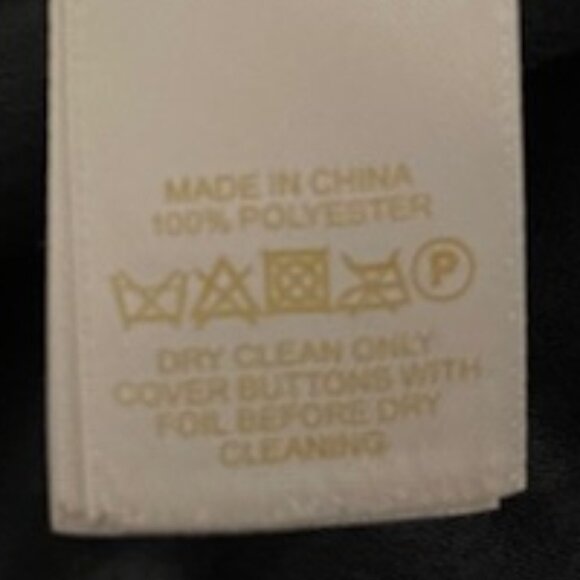 MADE IN CHINA
100% POLYESTER
P
DRY CLEAN ONLY
COVER BUTTONS WITH
FOIL BEFORE DRY
CLEANING